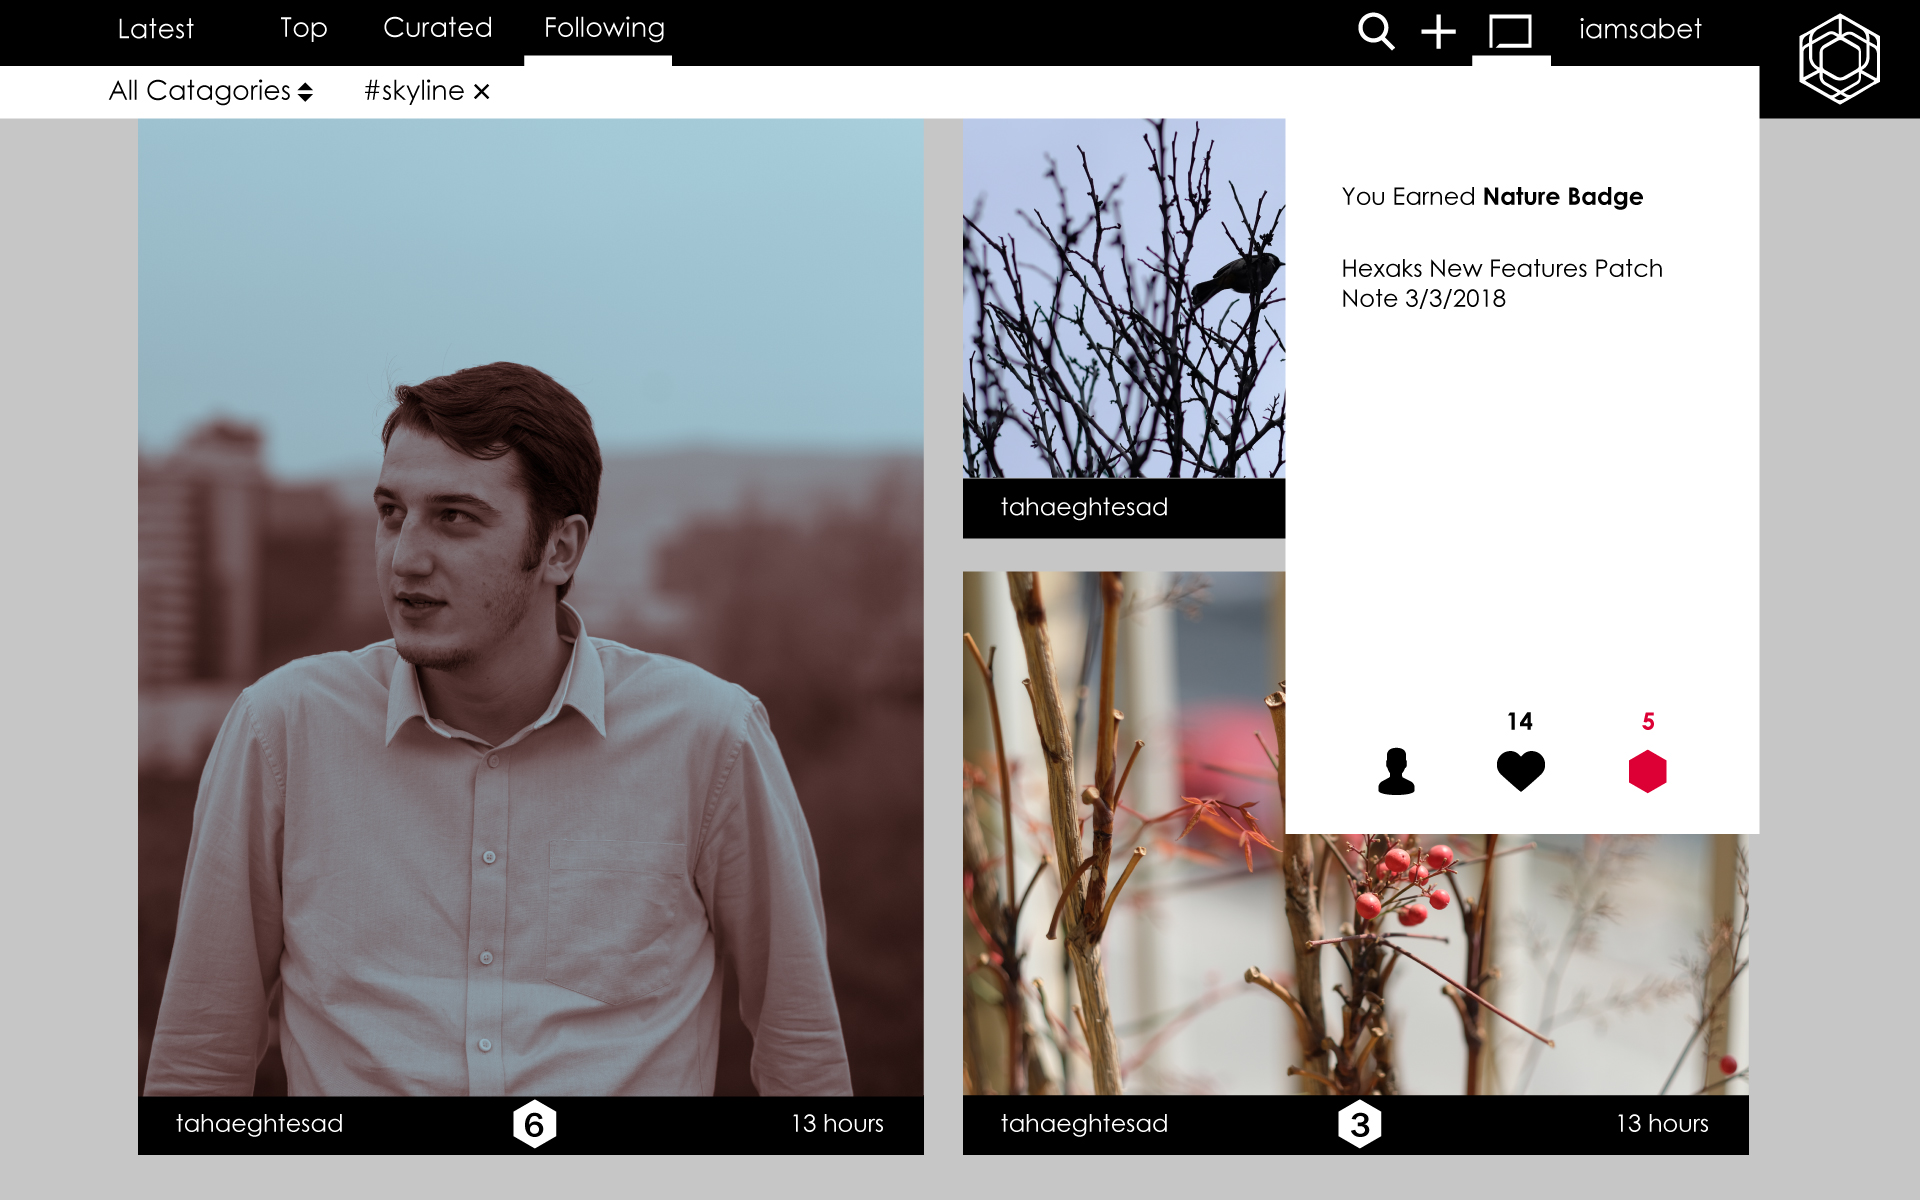 Latest
Top
Curated
Following
iamsabet
All Catagories
#skyline
You Earned Nature Badge
Hexaks New Features Patch
Note 3/3/2018
14
5
tahaeghtesad
tahaeghtesad
6
13 hours
tahaeghtesad
3
13 hours